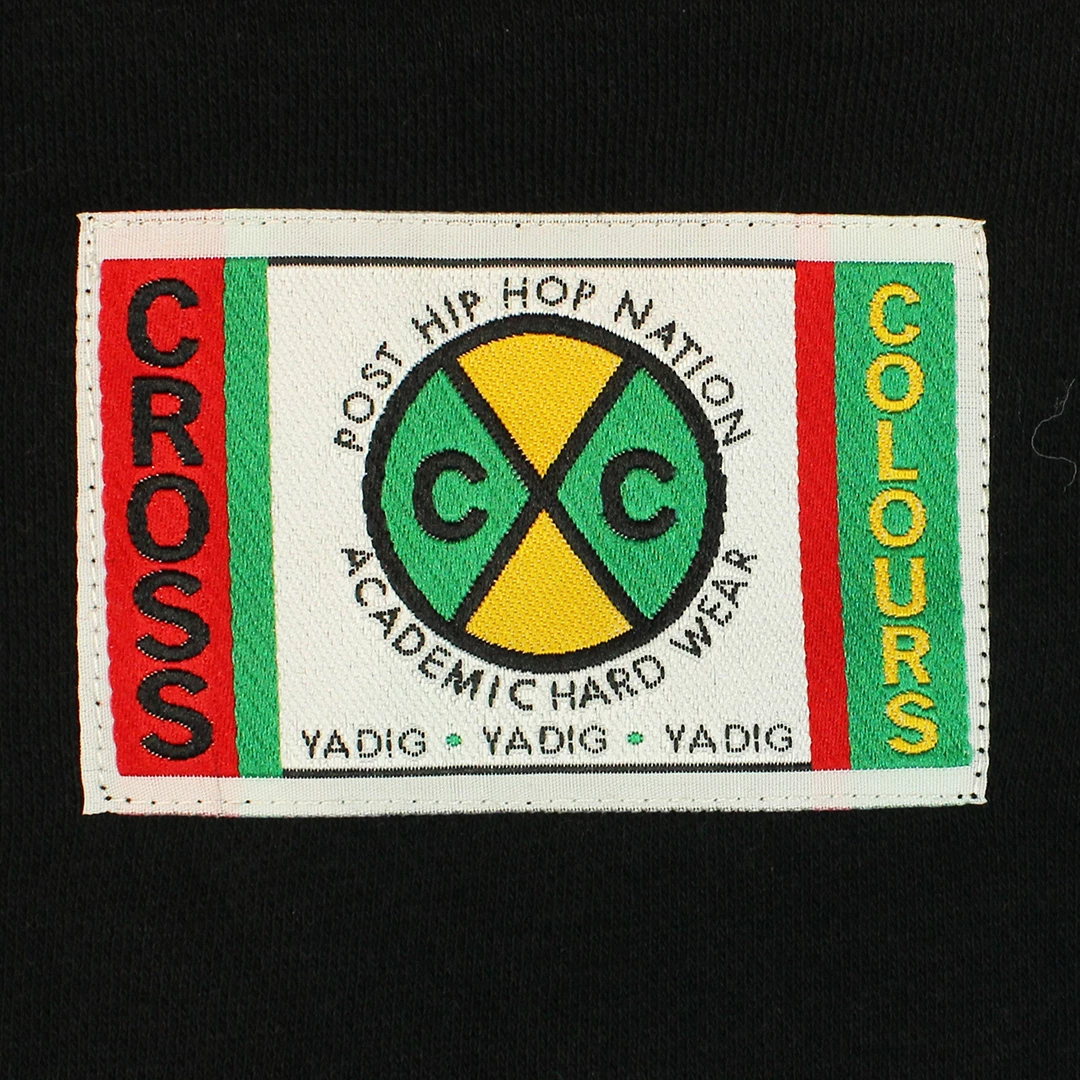 CROSS
POST HIP HOP NATION
C C
ACADEMIC HARD WEAR
YADIG • YADIG • YADIG
COLOURS